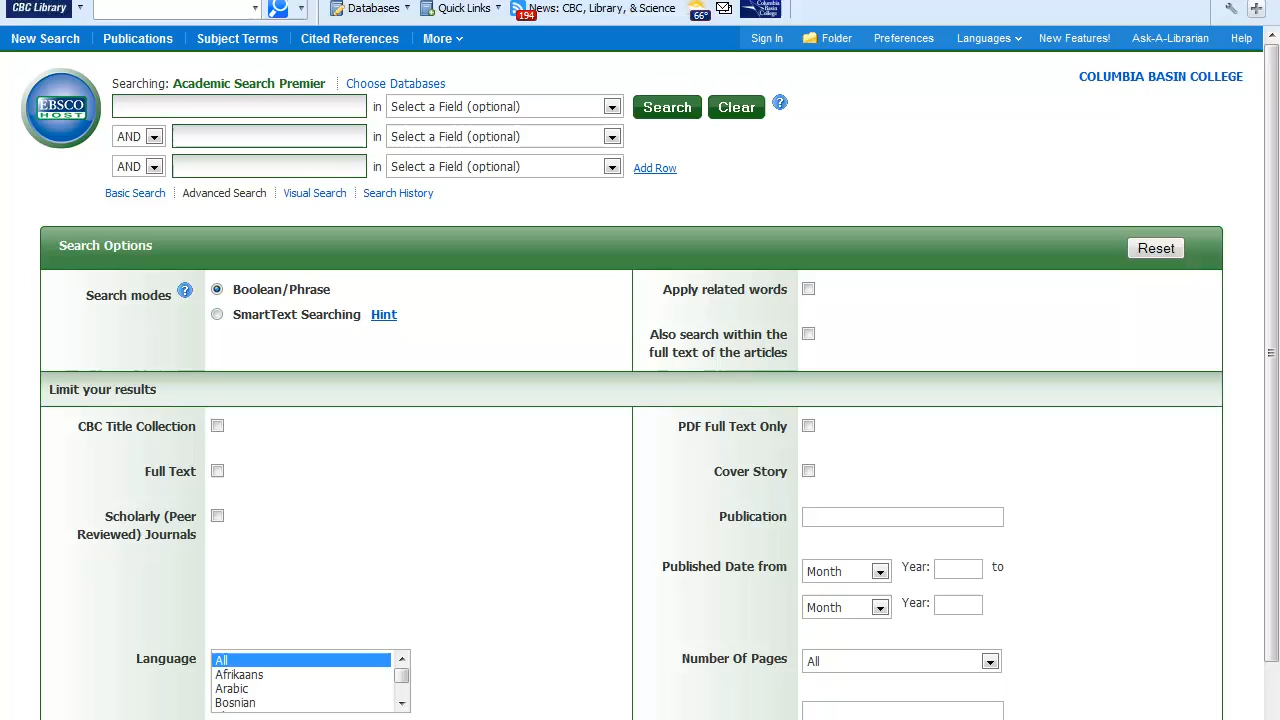 CBC Library Databases Quick Links 194 News: CBC, Library, & Science 66° Columbia Basin College
New Search Publications Subject Terms Cited References More Sign In Folder Preferences Languages New Features! Ask-A-Librarian Help
COLUMBIA BASIN COLLEGE
Searching: Academic Search Premier Choose Databases
EBSCO
HOST
in Select a Field (optional) Search Clear ?
AND in Select a Field (optional)
AND in Select a Field (optional) Add Row
Basic Search Advanced Search Visual Search Search History
Search Options Reset
Search modes ? Boolean/Phrase
SmartText Searching Hint
Apply related words
Also search within the
full text of the articles
Limit your results
CBC Title Collection
Full Text
Scholarly (Peer
Reviewed) Journals
Language All
Afrikaans
Arabic
Bosnian
PDF Full Text Only
Cover Story
Publication
Published Date from Month Year: to
Month Year:
Number Of Pages All